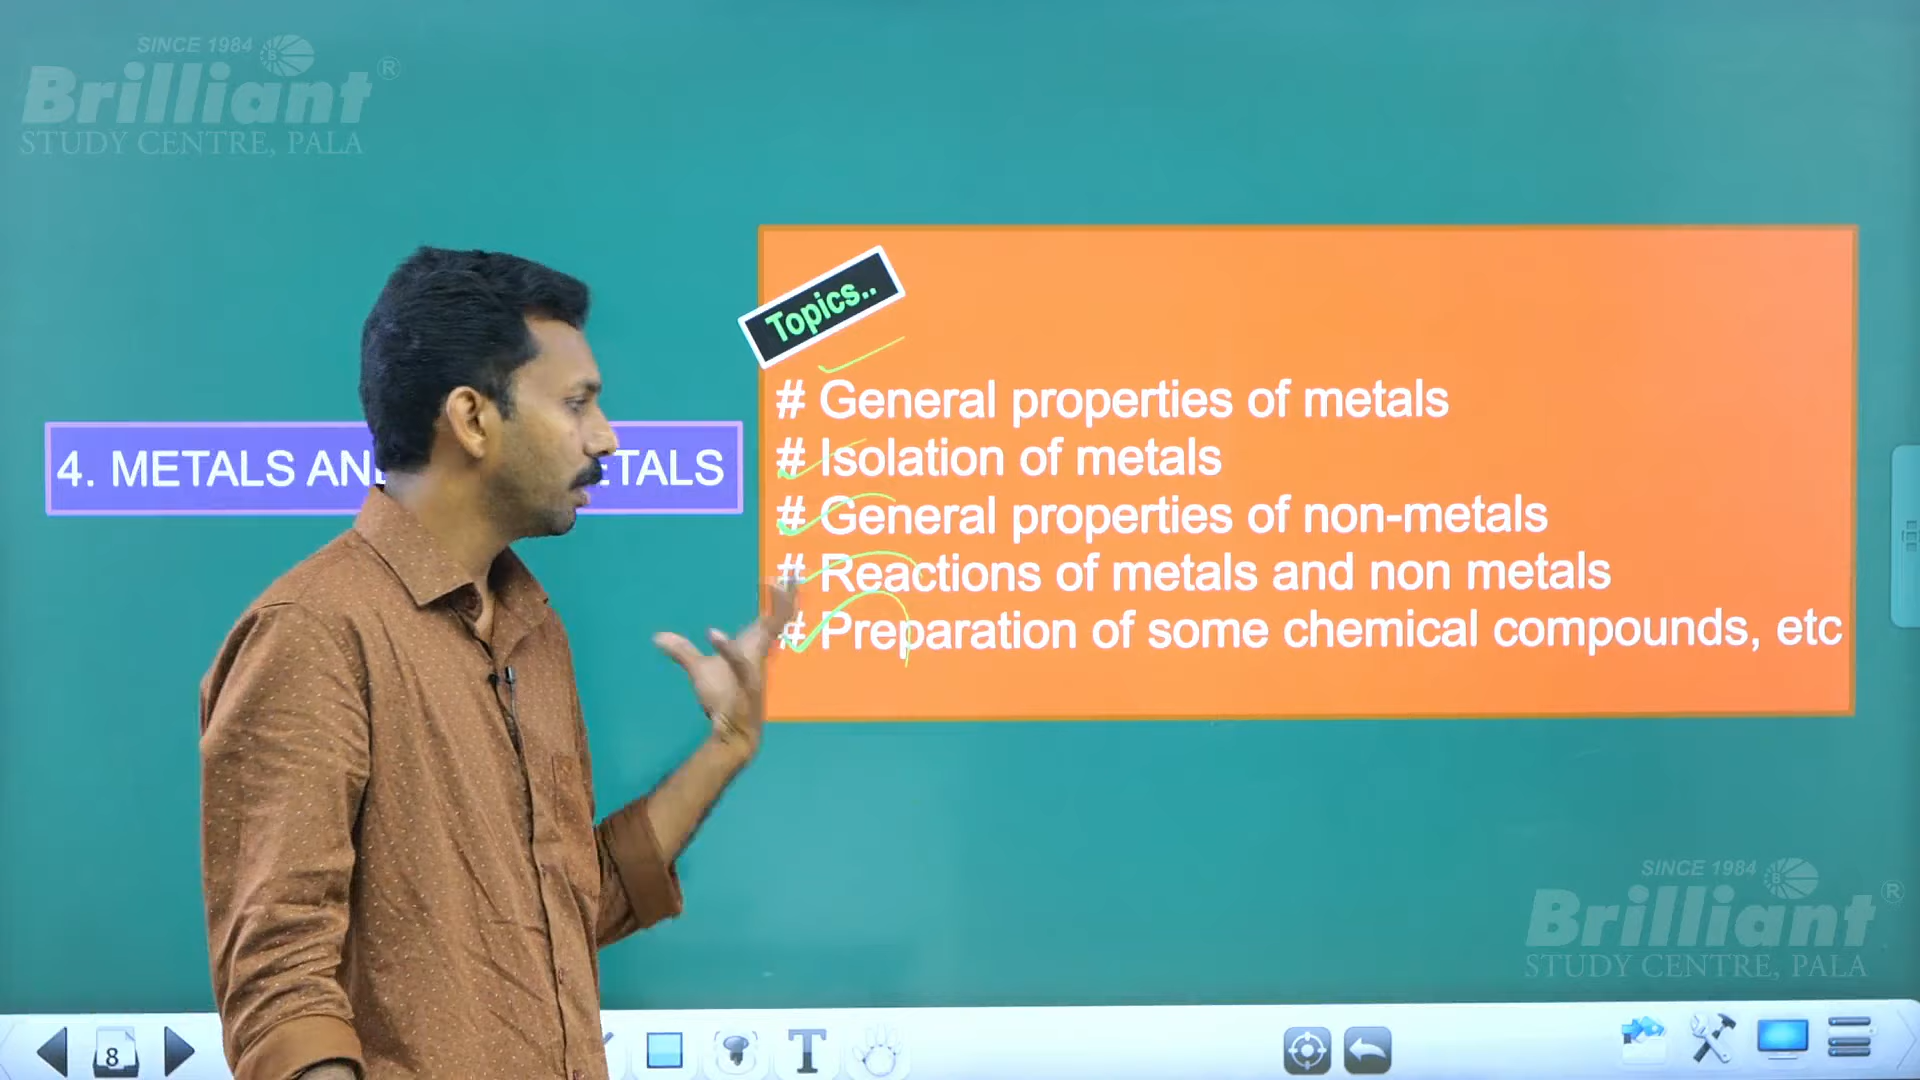 SINCE 1984
Brilliant ®
STUDY CENTRE, PALA
Topics..
# General properties of metals
# Isolation of metals
# General properties of non-metals
# Reactions of metals and non metals
# Preparation of some chemical compounds, etc
4. METALS AN ETALS
SINCE 1984
Brilliant ®
STUDY CENTRE, PALA
8
T